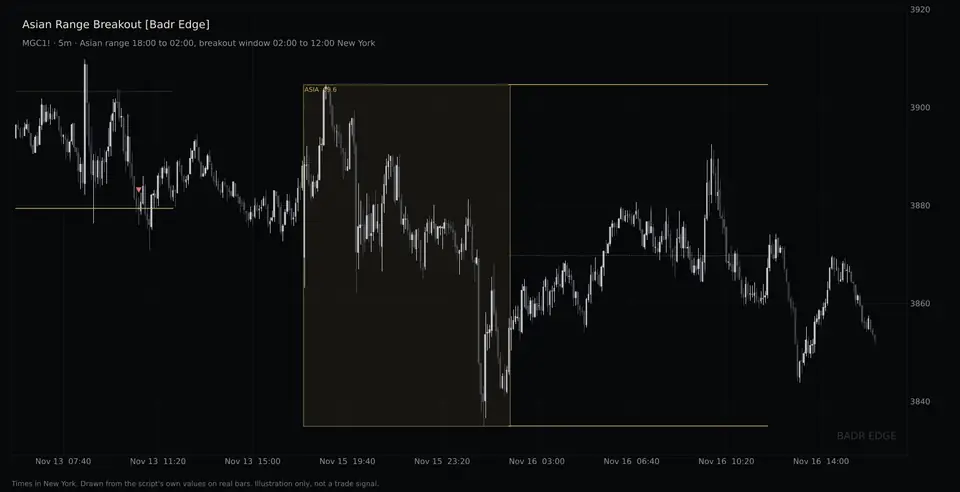 Asian Range Breakout [Badr Edge]
MGC1! · 5m · Asian range 18:00 to 02:00, breakout window 02:00 to 12:00 New York
3920
ASIA
3900
3880
3860
3840
BADR EDGE
Nov 13 07:40 Nov 13 11:20 Nov 13 15:00 Nov 15 19:40 Nov 15 23:20 Nov 16 03:00 Nov 16 06:40 Nov 16 10:20 Nov 16 14:00
Times in New York. Drawn from the script's own values on real bars. Illustration only, not a trade signal.